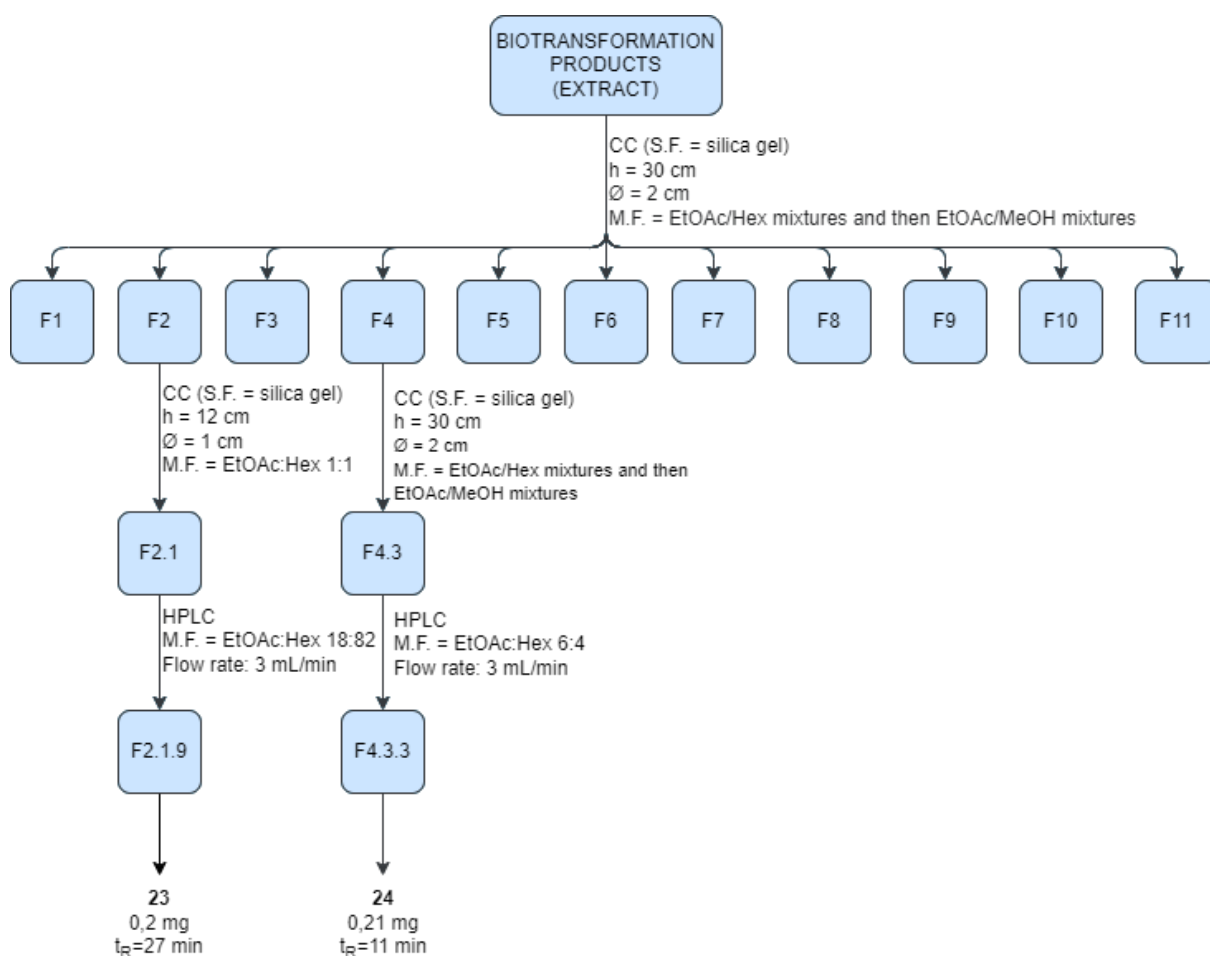 BIOTRANSFORMATION
PRODUCTS
(EXTRACT)
CC (S.F. = silica gel)
h = 30 cm
Ø = 2 cm
M.F. = EtOAc/Hex mixtures and then EtOAc/MeOH mixtures
F1
F2
F3
F4
F5
F6
F7
F8
F9
F10
F11
CC (S.F. = silica gel)
h = 12 cm
Ø = 1 cm
M.F. = EtOAc:Hex 1:1
CC (S.F. = silica gel)
h = 30 cm
Ø = 2 cm
M.F. = EtOAc/Hex mixtures and then
EtOAc/MeOH mixtures
F2.1
F4.3
HPLC
M.F. = EtOAc:Hex 18:82
Flow rate: 3 mL/min
HPLC
M.F. = EtOAc:Hex 6:4
Flow rate: 3 mL/min
F2.1.9
F4.3.3
23
0,2 mg
tR=27 min
24
0,21 mg
tR=11 min